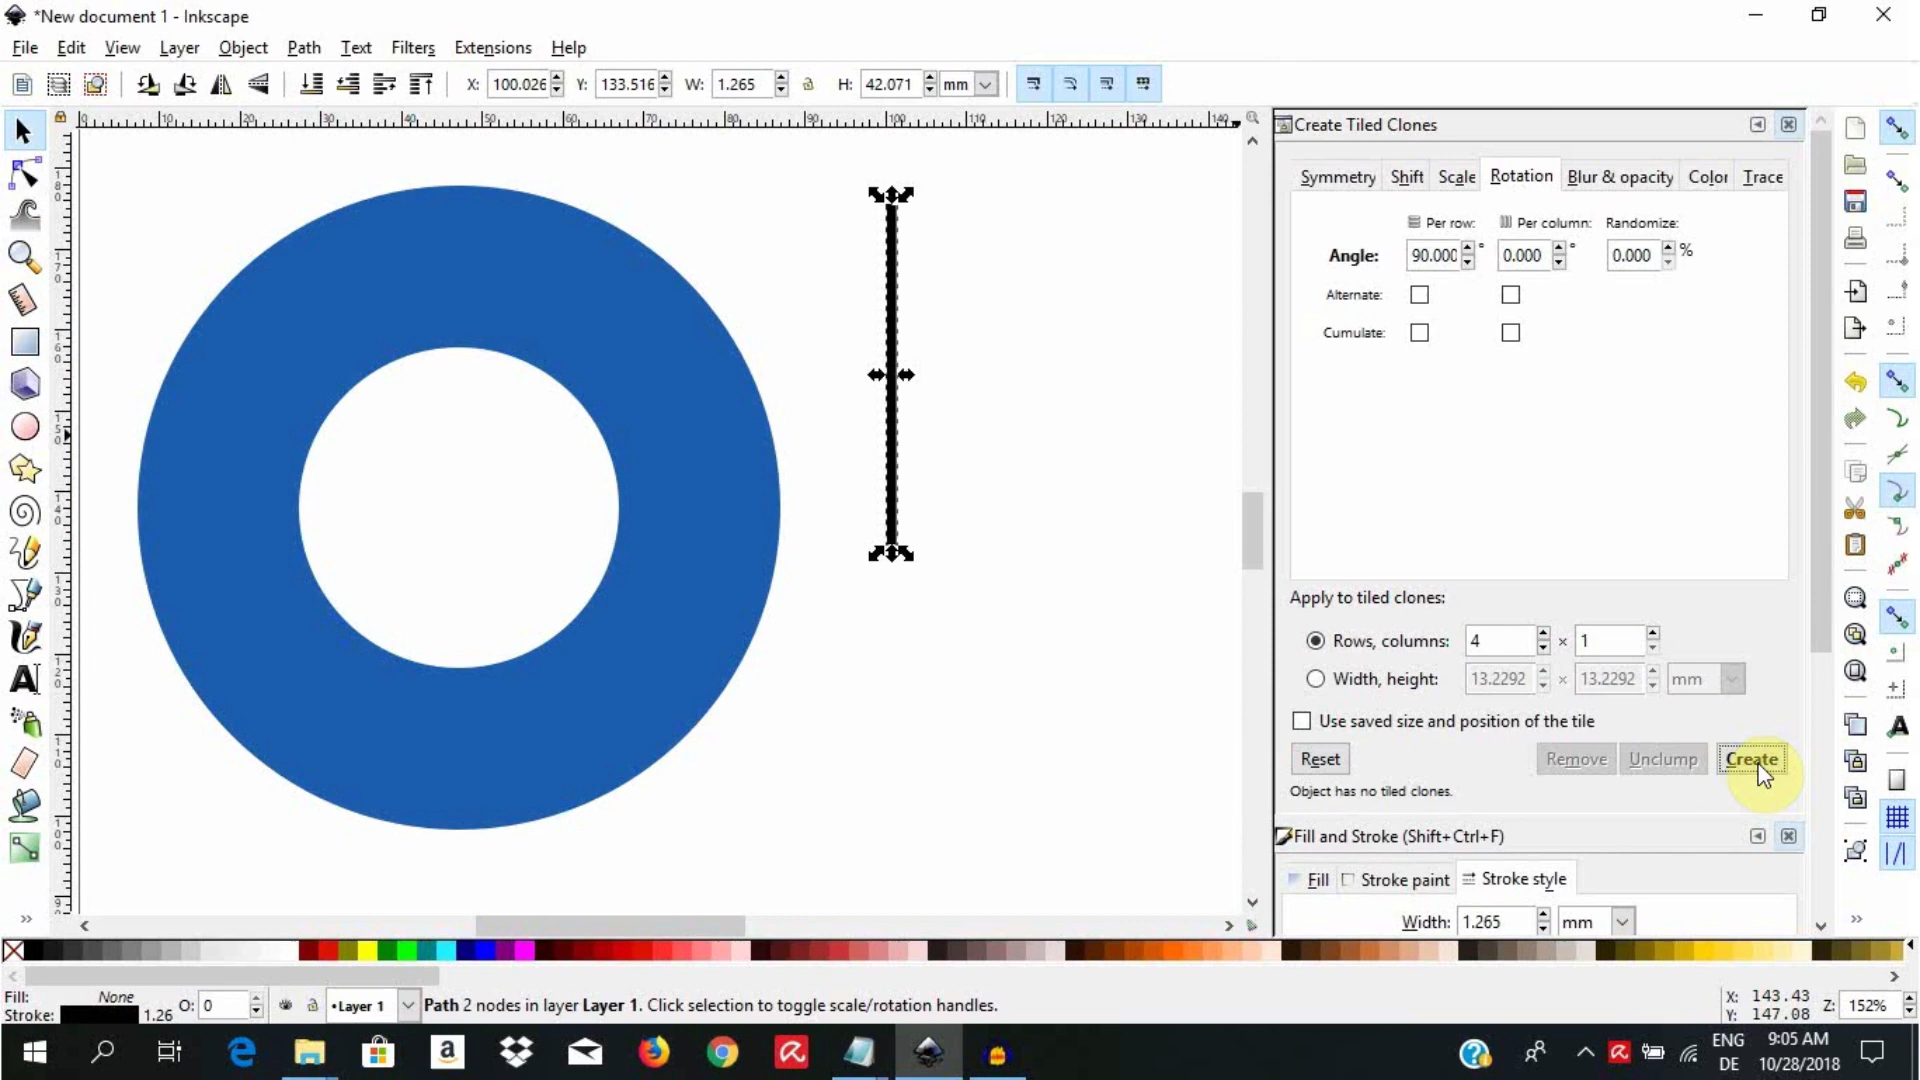 *New document 1 - Inkscape
File Edit View Layer Object Path Text Filters Extensions Help
X: 100.026 Y: 133.516 W: 1.265 H: 42.071 mm
Create Tiled Clones
Symmetry Shift Scale Rotation Blur & opacity Color Trace
Per row: Per column: Randomize:
Angle: 90.000 ° 0.000 ° 0.000 %
Alternate:
Cumulate:
Apply to tiled clones:
Rows, columns: 4 × 1
Width, height: 13.2292 × 13.2292 mm
Use saved size and position of the tile
Reset Remove Unclump Create
Object has no tiled clones.
Fill and Stroke (Shift+Ctrl+F)
Fill Stroke paint Stroke style
Width: 1.265 mm
Fill: None
Stroke: 1.26 O: 0 •Layer 1 Path 2 nodes in layer Layer 1. Click selection to toggle scale/rotation handles.
X: 143.43
Y: 147.08 Z: 152%
ENG 9:05 AM
DE 10/28/2018